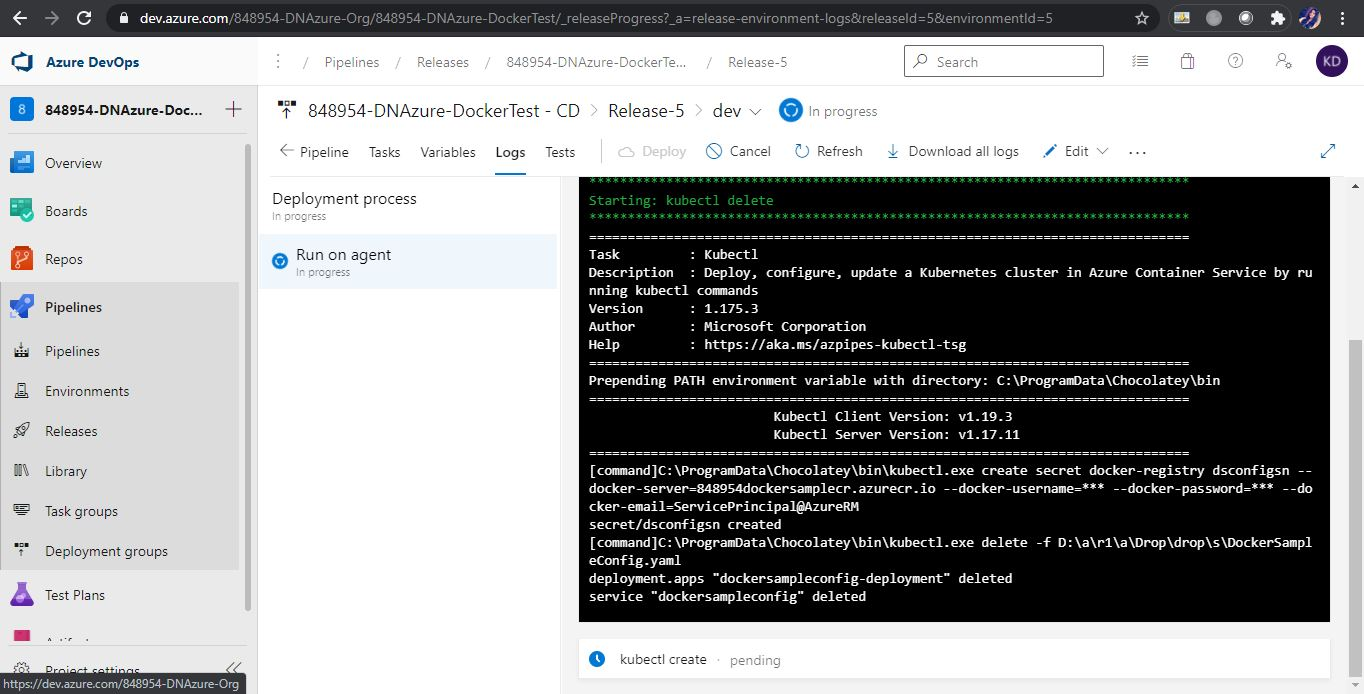 dev.azure.com/848954-DNAzure-Org/848954-DNAzure-DockerTest/_releaseProgress?_a=release-environment-logs&releaseId=5&environmentId=5
Azure DevOps
/ Pipelines / Releases / 848954-DNAzure-DockerTe... / Release-5
Search
KD
8 848954-DNAzure-Doc...
848954-DNAzure-DockerTest - CD > Release-5 > dev
In progress
Pipeline Tasks Variables Logs Tests Deploy Cancel Refresh Download all logs Edit ...
Overview
Boards
Repos
Pipelines
Pipelines
Environments
Releases
Library
Task groups
Deployment groups
Test Plans
Artifacts
Project settings
https://dev.azure.com/848954-DNAzure-Org
Deployment process
In progress
Run on agent
In progress
******************************************************************************
Starting: kubectl delete
******************************************************************************
==============================================================================
Task         : Kubectl
Description  : Deploy, configure, update a Kubernetes cluster in Azure Container Service by ru
nning kubectl commands
Version      : 1.175.3
Author       : Microsoft Corporation
Help         : https://aka.ms/azpipes-kubectl-tsg
==============================================================================
Prepending PATH environment variable with directory: C:\ProgramData\Chocolatey\bin
==============================================================================
Kubectl Client Version: v1.19.3
Kubectl Server Version: v1.17.11
==============================================================================
[command]C:\ProgramData\Chocolatey\bin\kubectl.exe create secret docker-registry dsconfigsn --
docker-server=848954dockersamplecr.azurecr.io --docker-username=*** --docker-password=*** --do
cker-email=ServicePrincipal@AzureRM
secret/dsconfigsn created
[command]C:\ProgramData\Chocolatey\bin\kubectl.exe delete -f D:\a\r1\a\Drop\drop\s\DockerSampl
eConfig.yaml
deployment.apps "dockersampleconfig-deployment" deleted
service "dockersampleconfig" deleted
kubectl create · pending